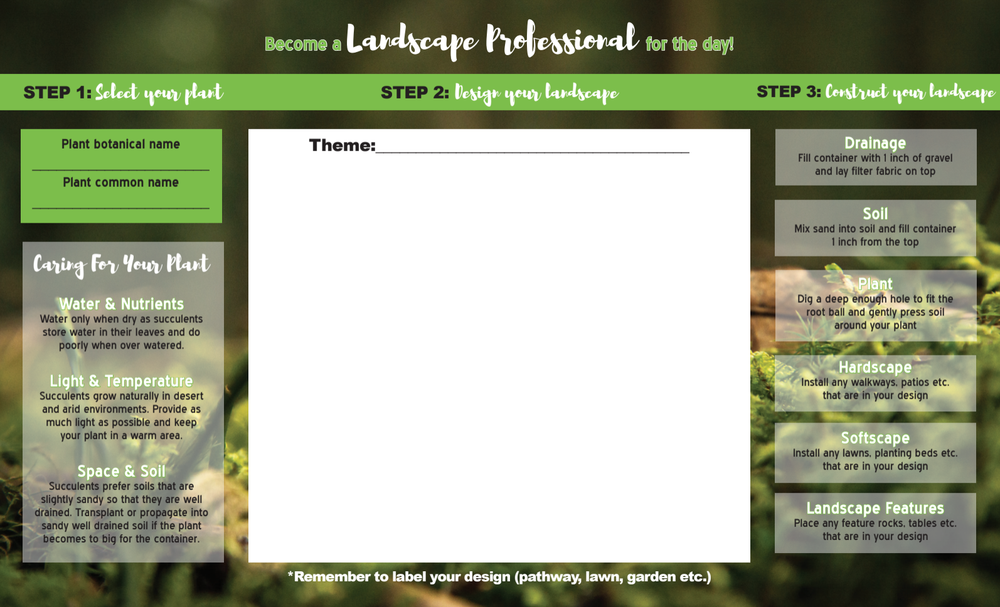 Become a Landscape Professional for the day!
STEP 1: Select your plant
STEP 2: Design your landscape
STEP 3: Construct your landscape
Plant botanical name
Plant common name
Caring For Your Plant
Water & Nutrients
Water only when dry as succulents
store water in their leaves and do
poorly when over watered.
Light & Temperature
Succulents grow naturally in desert
and arid environments. Provide as
much light as possible and keep
your plant in a warm area.
Space & Soil
Succulents prefer soils that are
slightly sandy so that they are well
drained. Transplant or propagate into
sandy well drained soil if the plant
becomes to big for the container.
Theme:
*Remember to label your design (pathway, lawn, garden etc.)
Drainage
Fill container with 1 inch of gravel
and lay filter fabric on top
Soil
Mix sand into soil and fill container
1 inch from the top
Plant
Dig a deep enough hole to fit the
root ball and gently press soil
around your plant
Hardscape
Install any walkways, patios etc.
that are in your design
Softscape
Install any lawns, planting beds etc.
that are in your design
Landscape Features
Place any feature rocks, tables etc.
that are in your design